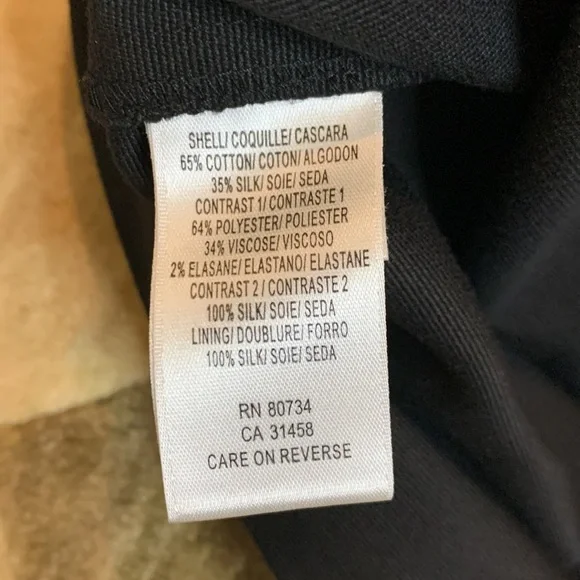 SHELL/ COQUILLE/ CASCARA
65% COTTON/ COTON/ ALGODON
35% SILK/ SOIE/ SEDA
CONTRAST 1/ CONTRASTE 1
64% POLYESTER/ POLIESTER
34% VISCOSE/ VISCOSO
2% ELASANE/ ELASTANO/ ELASTANE
CONTRAST 2 / CONTRASTE 2
100% SILK/ SOIE/ SEDA
LINING/ DOUBLURE/ FORRO
100% SILK/ SOIE/ SEDA
RN 80734
CA 31458
CARE ON REVERSE